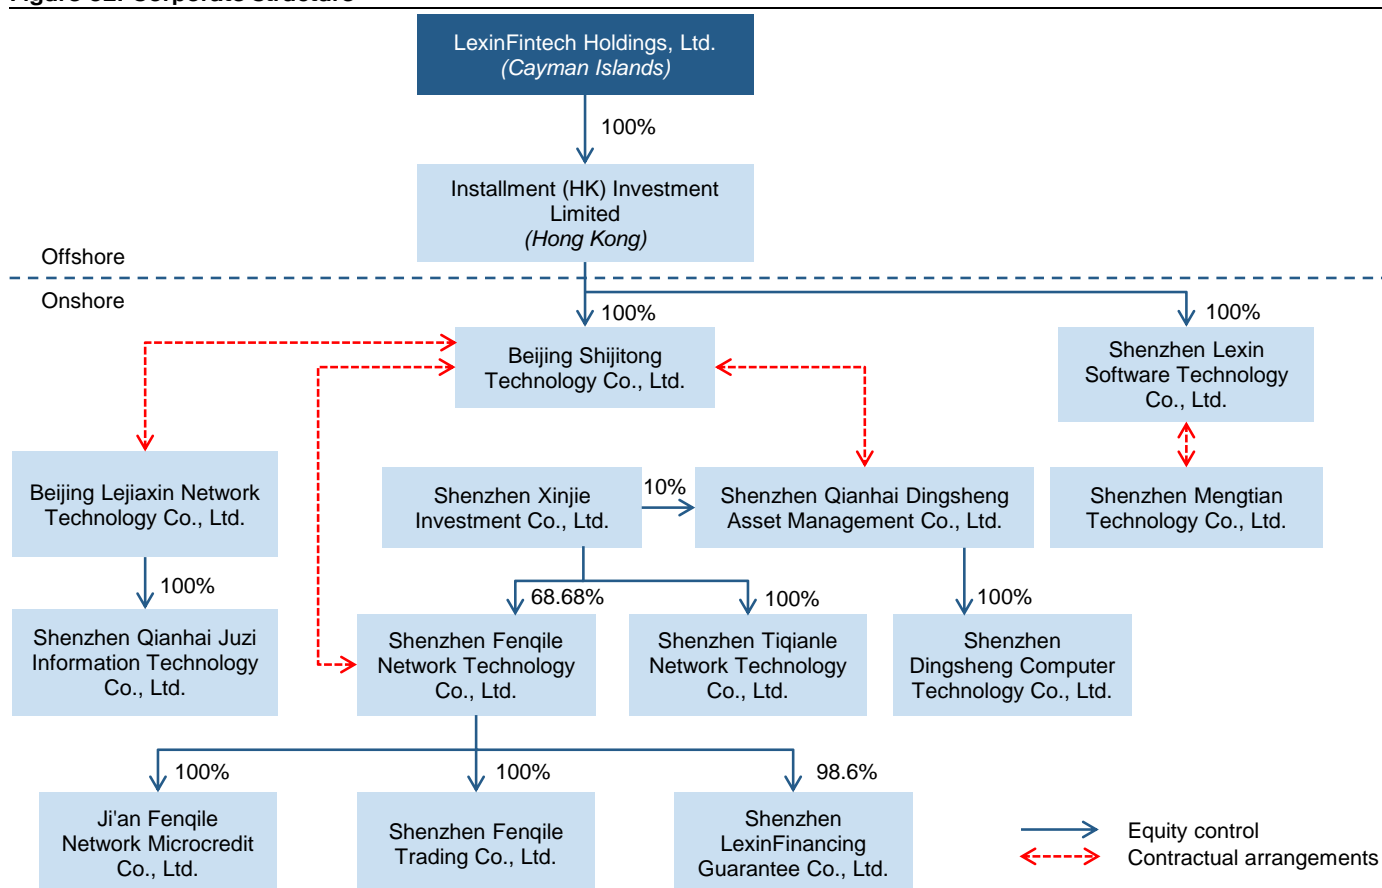 LexinFintech Holdings, Ltd.
(Cayman Islands)
100%
Installment (HK) Investment
Limited
(Hong Kong)
Offshore
Onshore
100%
100%
Beijing Shijitong
Technology Co., Ltd.
Shenzhen Lexin
Software Technology
Co., Ltd.
Beijing Lejiaxin Network
Technology Co., Ltd.
Shenzhen Xinjie
Investment Co., Ltd.
10%
Shenzhen Qianhai Dingsheng
Asset Management Co., Ltd.
Shenzhen Mengtian
Technology Co., Ltd.
100%
68.68%
100%
100%
Shenzhen Qianhai Juzi
Information Technology
Co., Ltd.
Shenzhen Fenqile
Network Technology
Co., Ltd.
Shenzhen Tiqianle
Network Technology
Co., Ltd.
Shenzhen
Dingsheng Computer
Technology Co., Ltd.
100%
100%
98.6%
Ji'an Fenqile
Network Microcredit
Co., Ltd.
Shenzhen Fenqile
Trading Co., Ltd.
Shenzhen
LexinFinancing
Guarantee Co., Ltd.
Equity control
Contractual arrangements